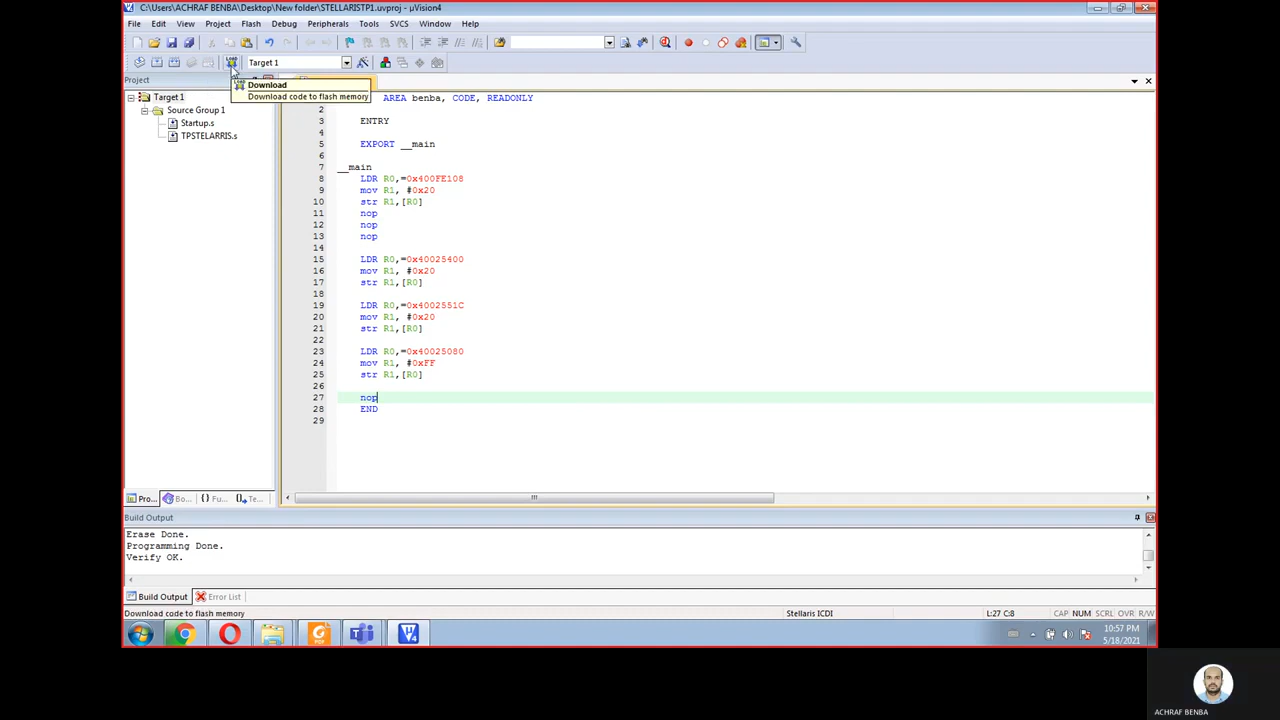 C:\Users\ACHRAF BENBA\Desktop\New folder\STELLARISTP1.uvproj - µVision4
File Edit View Project Flash Debug Peripherals Tools SVCS Window Help
LOAD Target 1
Project
Download
Download code to flash memory
Target 1
Source Group 1
Startup.s
TPSTELARRIS.s
AREA benba, CODE, READONLY
2
3 ENTRY
4
5 EXPORT __main
6
7 __main
8 LDR R0,=0x400FE108
9 mov R1, #0x20
10 str R1,[R0]
11 nop
12 nop
13 nop
14
15 LDR R0,=0x40025400
16 mov R1, #0x20
17 str R1,[R0]
18
19 LDR R0,=0x4002551C
20 mov R1, #0x20
21 str R1,[R0]
22
23 LDR R0,=0x40025080
24 mov R1, #0xFF
25 str R1,[R0]
26
27 nop
28 END
29
Pro... Bo... {} Fu... Te...
Build Output
Erase Done.
Programming Done.
Verify OK.
Build Output Error List
Download code to flash memory Stellaris ICDI L:27 C:8 CAP NUM SCRL OVR R/W
10:57 PM
5/18/2021
ACHRAF BENBA